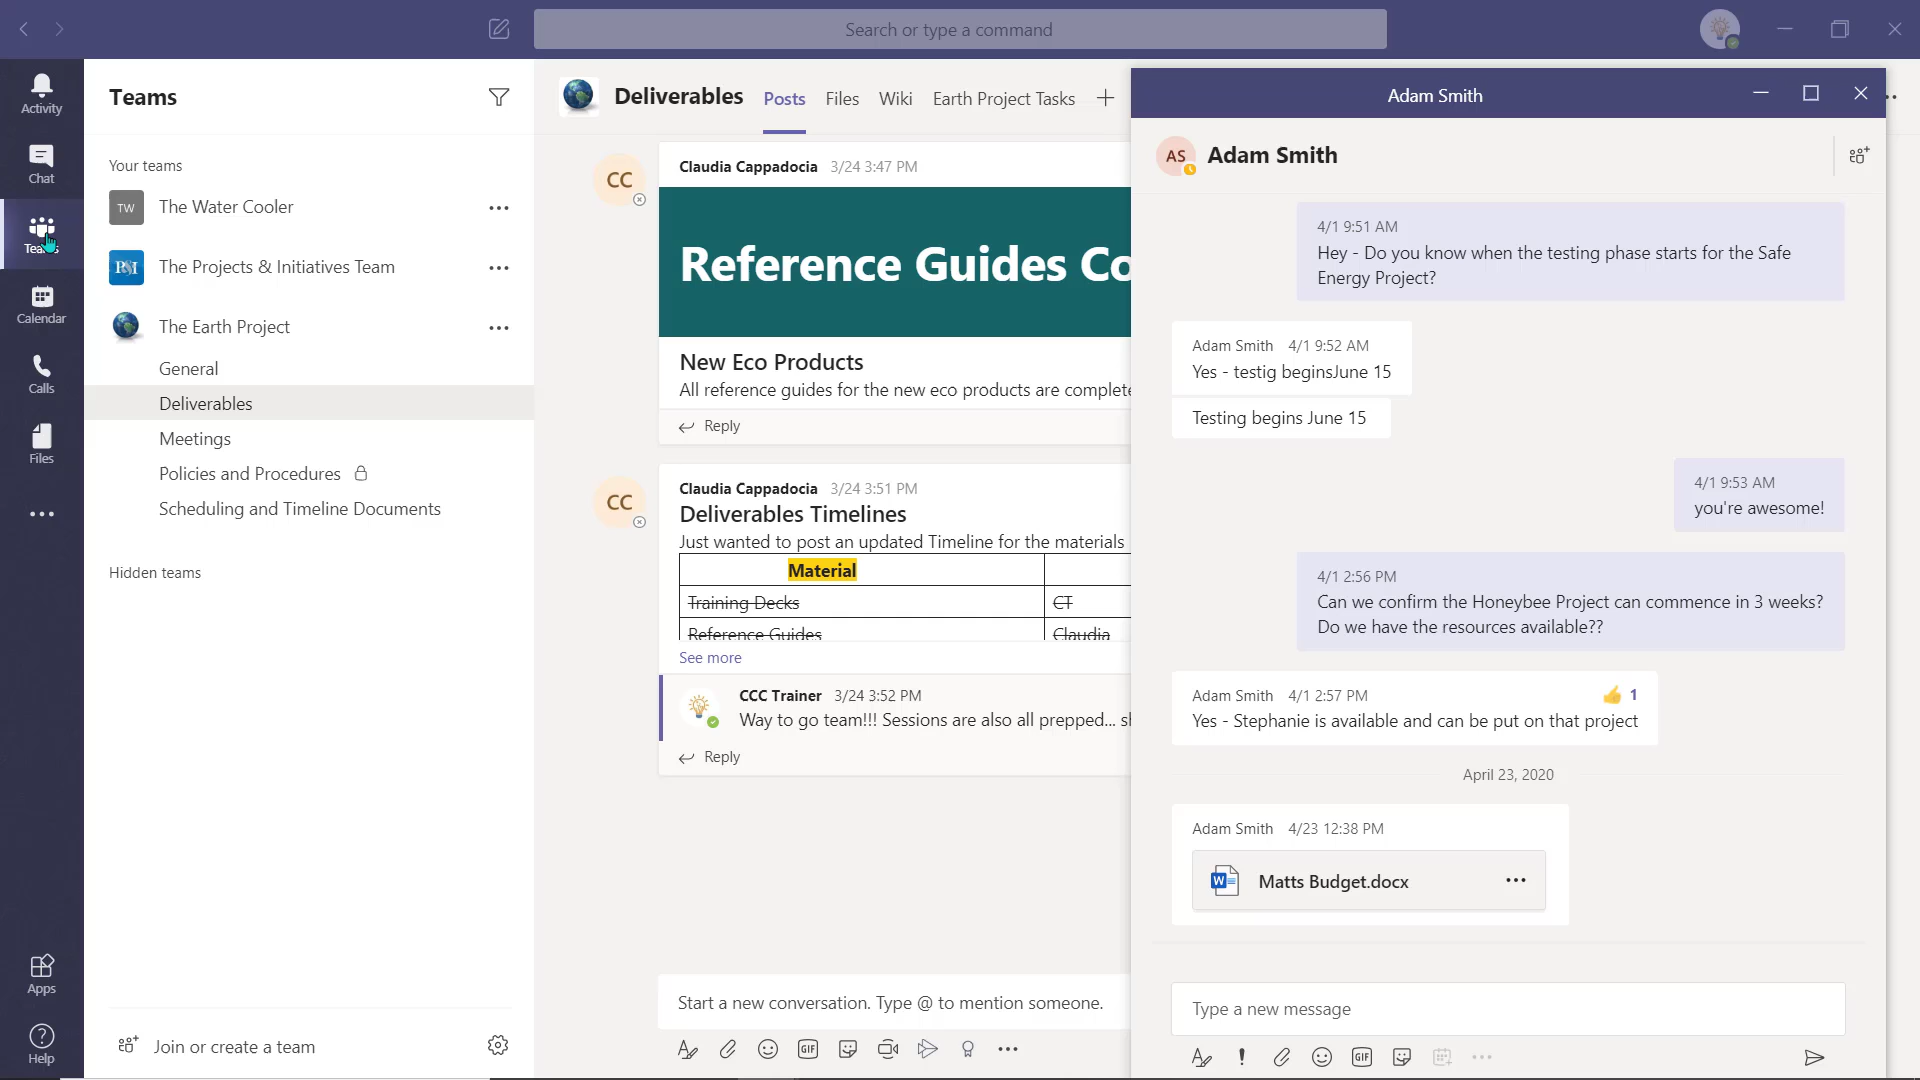 Search or type a command
Activity
Chat
Teams
Calendar
Calls
Files
Apps
Help
Teams
Your teams
TW
The Water Cooler
P&I
The Projects & Initiatives Team
The Earth Project
General
Deliverables
Meetings
Policies and Procedures
Scheduling and Timeline Documents
Hidden teams
Join or create a team
Deliverables
Posts
Files
Wiki
Earth Project Tasks
CC
Claudia Cappadocia 3/24 3:47 PM
Reference Guides Co
New Eco Products
All reference guides for the new eco products are complete
Reply
CC
Claudia Cappadocia 3/24 3:51 PM
Deliverables Timelines
Just wanted to post an updated Timeline for the materials
Material
Training Decks CT
Reference Guides Claudia
See more
CCC Trainer 3/24 3:52 PM
Way to go team!!! Sessions are also all prepped...
Reply
Start a new conversation. Type @ to mention someone.
GIF
Adam Smith
AS
Adam Smith
4/1 9:51 AM
Hey - Do you know when the testing phase starts for the Safe
Energy Project?
Adam Smith 4/1 9:52 AM
Yes - testig beginsJune 15
Testing begins June 15
4/1 9:53 AM
you're awesome!
4/1 2:56 PM
Can we confirm the Honeybee Project can commence in 3 weeks?
Do we have the resources available??
Adam Smith 4/1 2:57 PM
1
Yes - Stephanie is available and can be put on that project
April 23, 2020
Adam Smith 4/23 12:38 PM
W
Matts Budget.docx
Type a new message
GIF